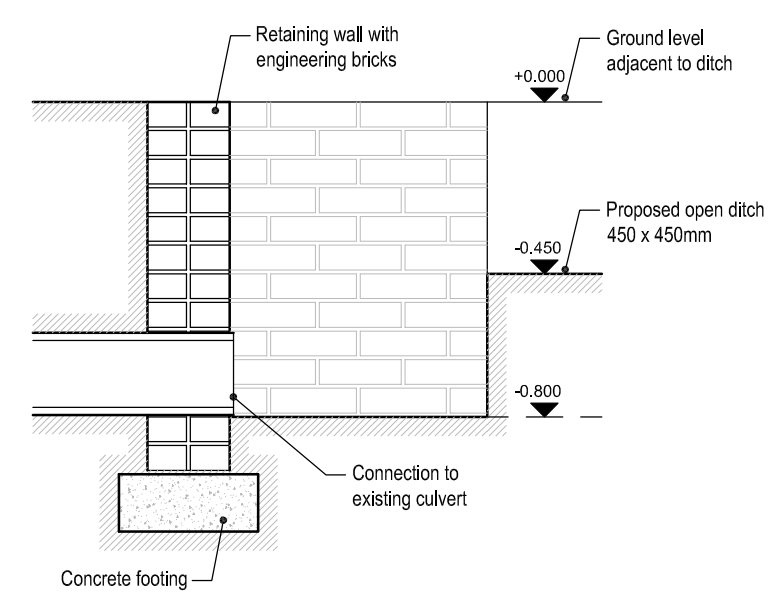 Retaining wall with
engineering bricks
Ground level
adjacent to ditch
+0.000
Proposed open ditch
450 x 450mm
-0.450
-0.800
Connection to
existing culvert
Concrete footing